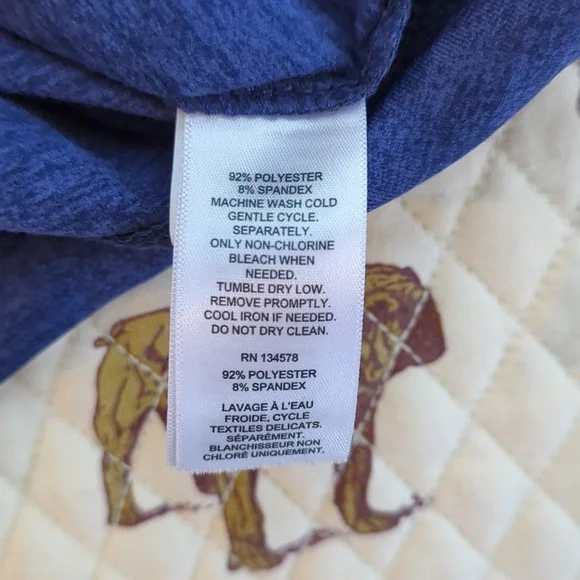 92% POLYESTER
8% SPANDEX
MACHINE WASH COLD
GENTLE CYCLE.
SEPARATELY.
ONLY NON-CHLORINE
BLEACH WHEN
NEEDED.
TUMBLE DRY LOW.
REMOVE PROMPTLY.
COOL IRON IF NEEDED.
DO NOT DRY CLEAN.
RN 134578
92% POLYESTER
8% SPANDEX
LAVAGE À L'EAU
FROIDE, CYCLE
TEXTILES DELICATS.
SÉPARÉMENT.
BLANCHISSEUR NON
CHLORÉ UNIQUEMENT.